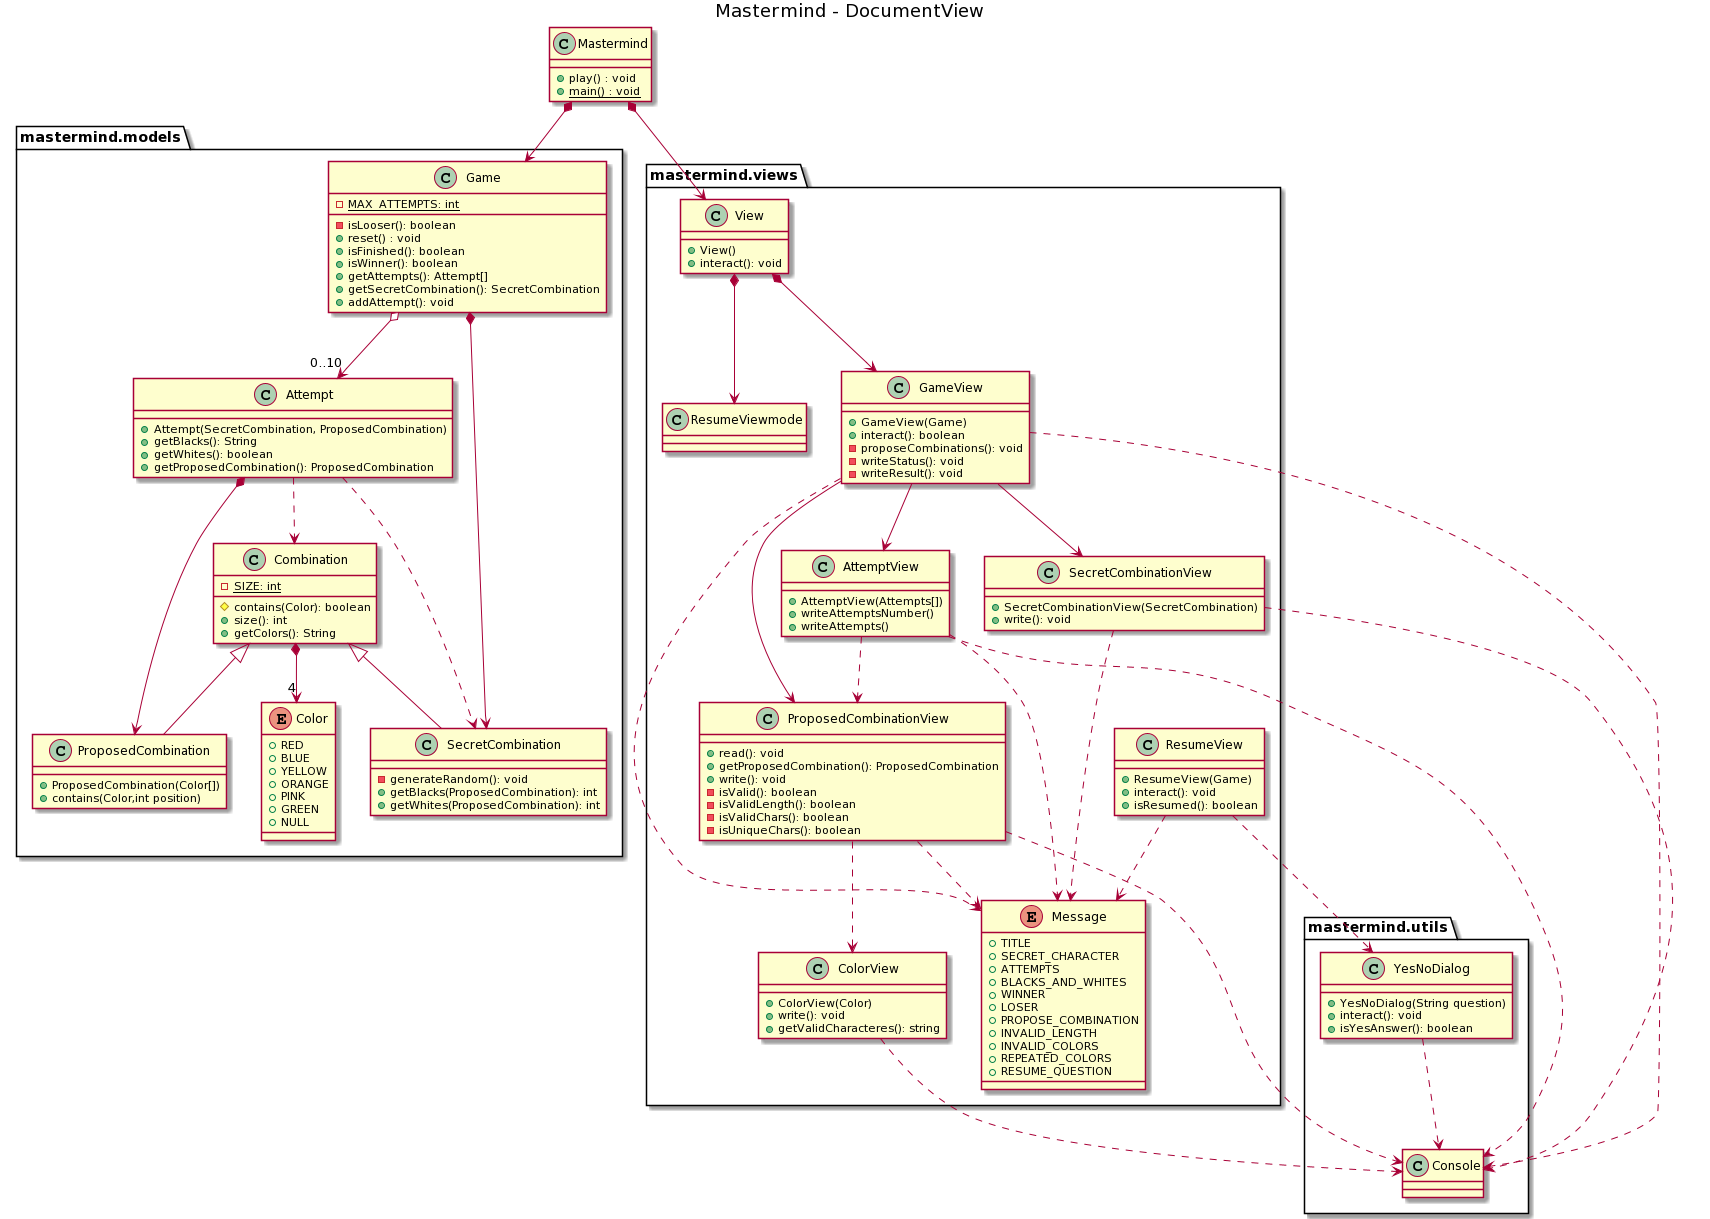 Mastermind - DocumentView
C Mastermind
play() : void
main() : void
mastermind.models
C Game
MAX_ATTEMPTS: int
isLooser(): boolean
reset() : void
isFinished(): boolean
isWinner(): boolean
getAttempts(): Attempt[]
getSecretCombination(): SecretCombination
addAttempt(): void
0..10
C Attempt
Attempt(SecretCombination, ProposedCombination)
getBlacks(): String
getWhites(): boolean
getProposedCombination(): ProposedCombination
C Combination
SIZE: int
contains(Color): boolean
size(): int
getColors(): String
4
C ProposedCombination
ProposedCombination(Color[])
contains(Color,int position)
E Color
RED
BLUE
YELLOW
ORANGE
PINK
GREEN
NULL
C SecretCombination
generateRandom(): void
getBlacks(ProposedCombination): int
getWhites(ProposedCombination): int
mastermind.views
C View
View()
interact(): void
C ResumeViewmode
C GameView
GameView(Game)
interact(): boolean
proposeCombinations(): void
writeStatus(): void
writeResult(): void
C AttemptView
AttemptView(Attempts[])
writeAttemptsNumber()
writeAttempts()
C SecretCombinationView
SecretCombinationView(SecretCombination)
write(): void
C ProposedCombinationView
read(): void
getProposedCombination(): ProposedCombination
write(): void
isValid(): boolean
isValidLength(): boolean
isValidChars(): boolean
isUniqueChars(): boolean
C ResumeView
ResumeView(Game)
interact(): void
isResumed(): boolean
C ColorView
ColorView(Color)
write(): void
getValidCharacteres(): string
E Message
TITLE
SECRET_CHARACTER
ATTEMPTS
BLACKS_AND_WHITES
WINNER
LOSER
PROPOSE_COMBINATION
INVALID_LENGTH
INVALID_COLORS
REPEATED_COLORS
RESUME_QUESTION
mastermind.utils
C YesNoDialog
YesNoDialog(String question)
interact(): void
isYesAnswer(): boolean
C Console